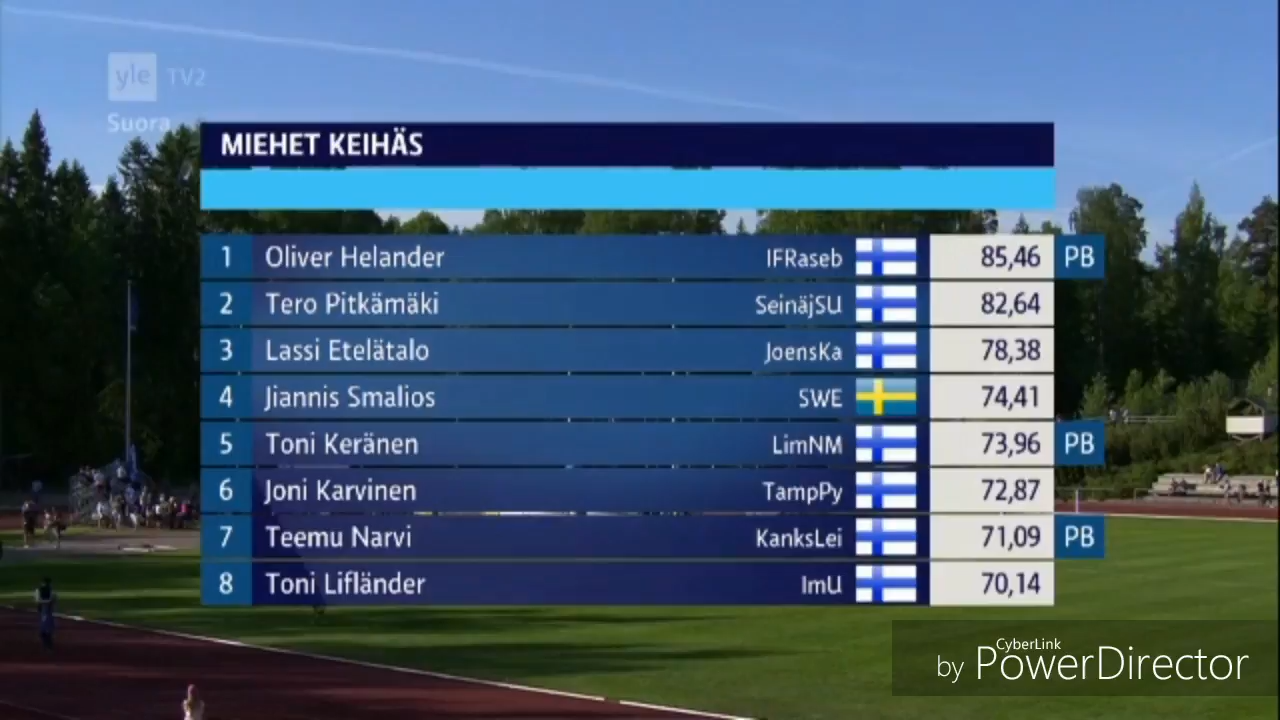 yle TV2
Suora
MIEHET KEIHÄS
1 Oliver Helander IFRaseb 85,46 PB
2 Tero Pitkämäki SeinäjSU 82,64
3 Lassi Etelätalo JoensKa 78,38
4 Jiannis Smalios SWE 74,41
5 Toni Keränen LimNM 73,96 PB
6 Joni Karvinen TampPy 72,87
7 Teemu Narvi KanksLei 71,09 PB
8 Toni Lifländer ImU 70,14
CyberLink
by PowerDirector